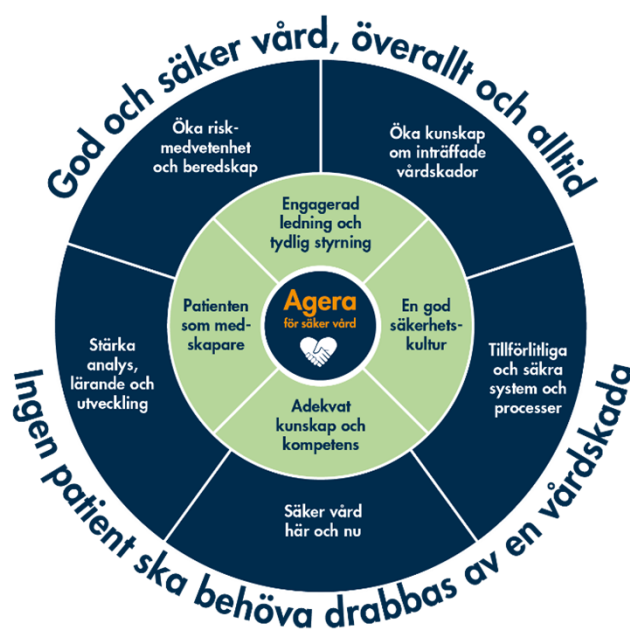 God och säker vård, överallt och alltid
Öka risk-
medvetenhet
och beredskap
Öka kunskap
om inträffade
vårdskador
Engagerad
ledning och
tydlig styrning
Patienten
som med-
skapare
Agera
för säker vård
En god
säkerhets-
kultur
Stärka
analys,
lärande och
utveckling
Tillförlitliga
och säkra
system och
processer
Adekvat
kunskap och
kompetens
Säker vård
här och nu
Ingen patient ska behöva drabbas av en vårdskada